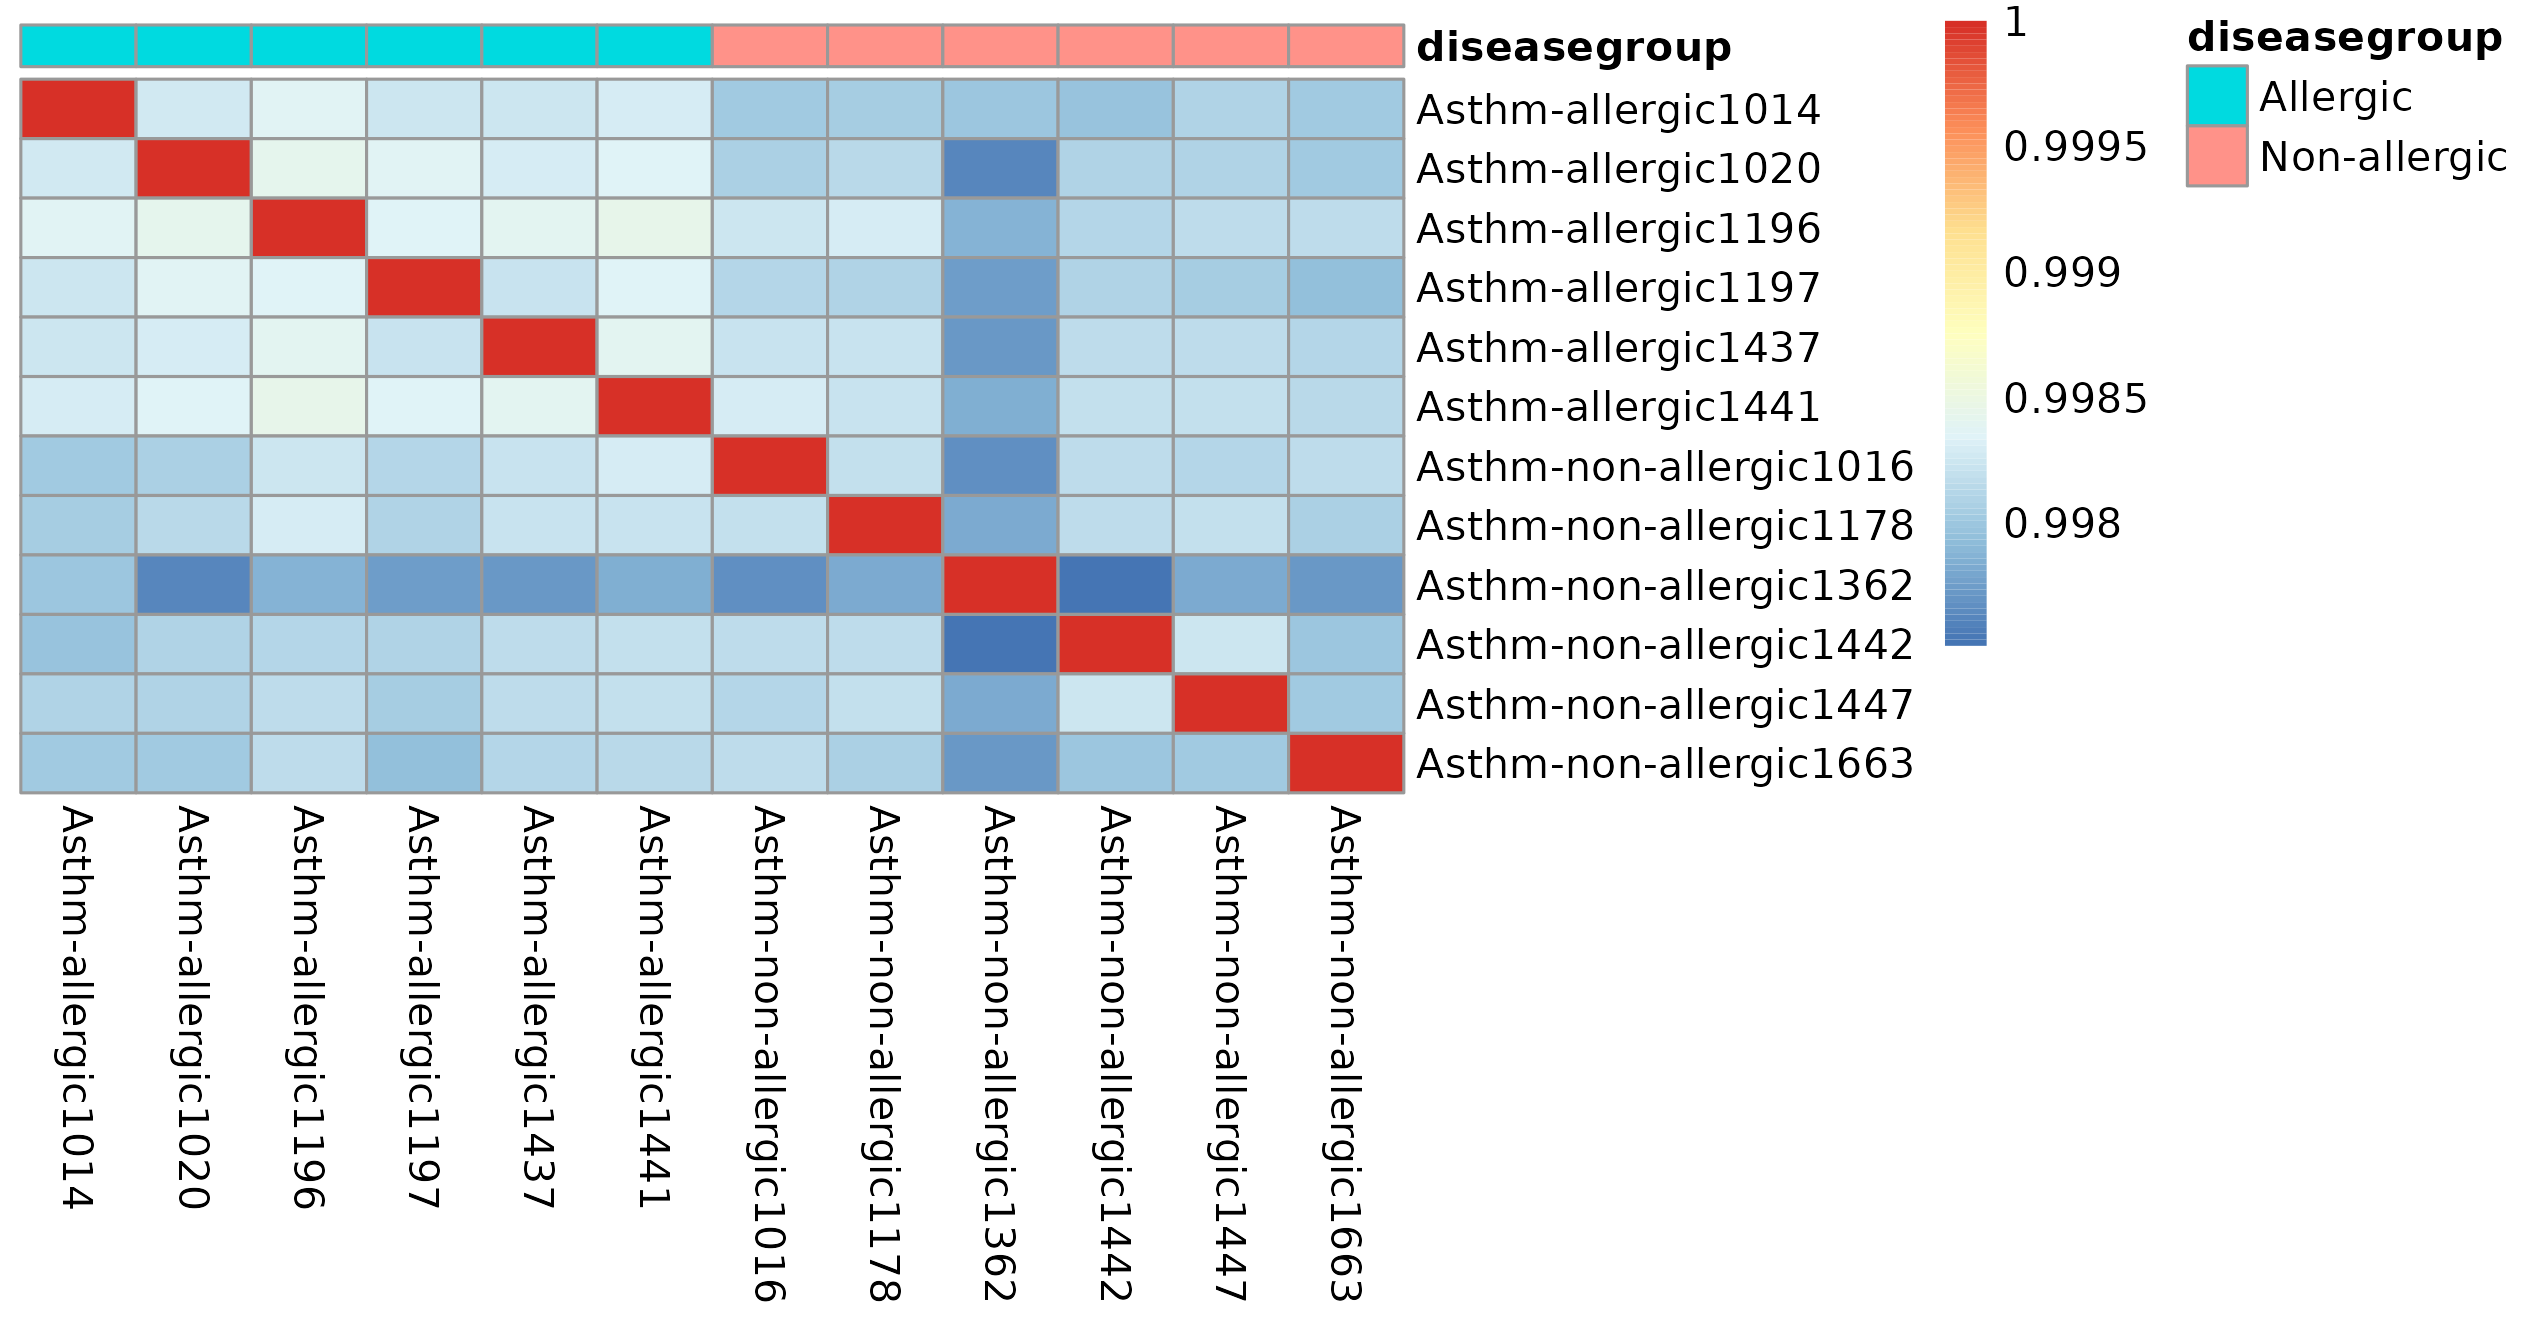 diseasegroup
Asthm-allergic1014
Asthm-allergic1020
Asthm-allergic1196
Asthm-allergic1197
Asthm-allergic1437
Asthm-allergic1441
Asthm-non-allergic1016
Asthm-non-allergic1178
Asthm-non-allergic1362
Asthm-non-allergic1442
Asthm-non-allergic1447
Asthm-non-allergic1663
1
0.9995
0.999
0.9985
0.998
diseasegroup
Allergic
Non-allergic
Asthm-allergic1014
Asthm-allergic1020
Asthm-allergic1196
Asthm-allergic1197
Asthm-allergic1437
Asthm-allergic1441
Asthm-non-allergic1016
Asthm-non-allergic1178
Asthm-non-allergic1362
Asthm-non-allergic1442
Asthm-non-allergic1447
Asthm-non-allergic1663